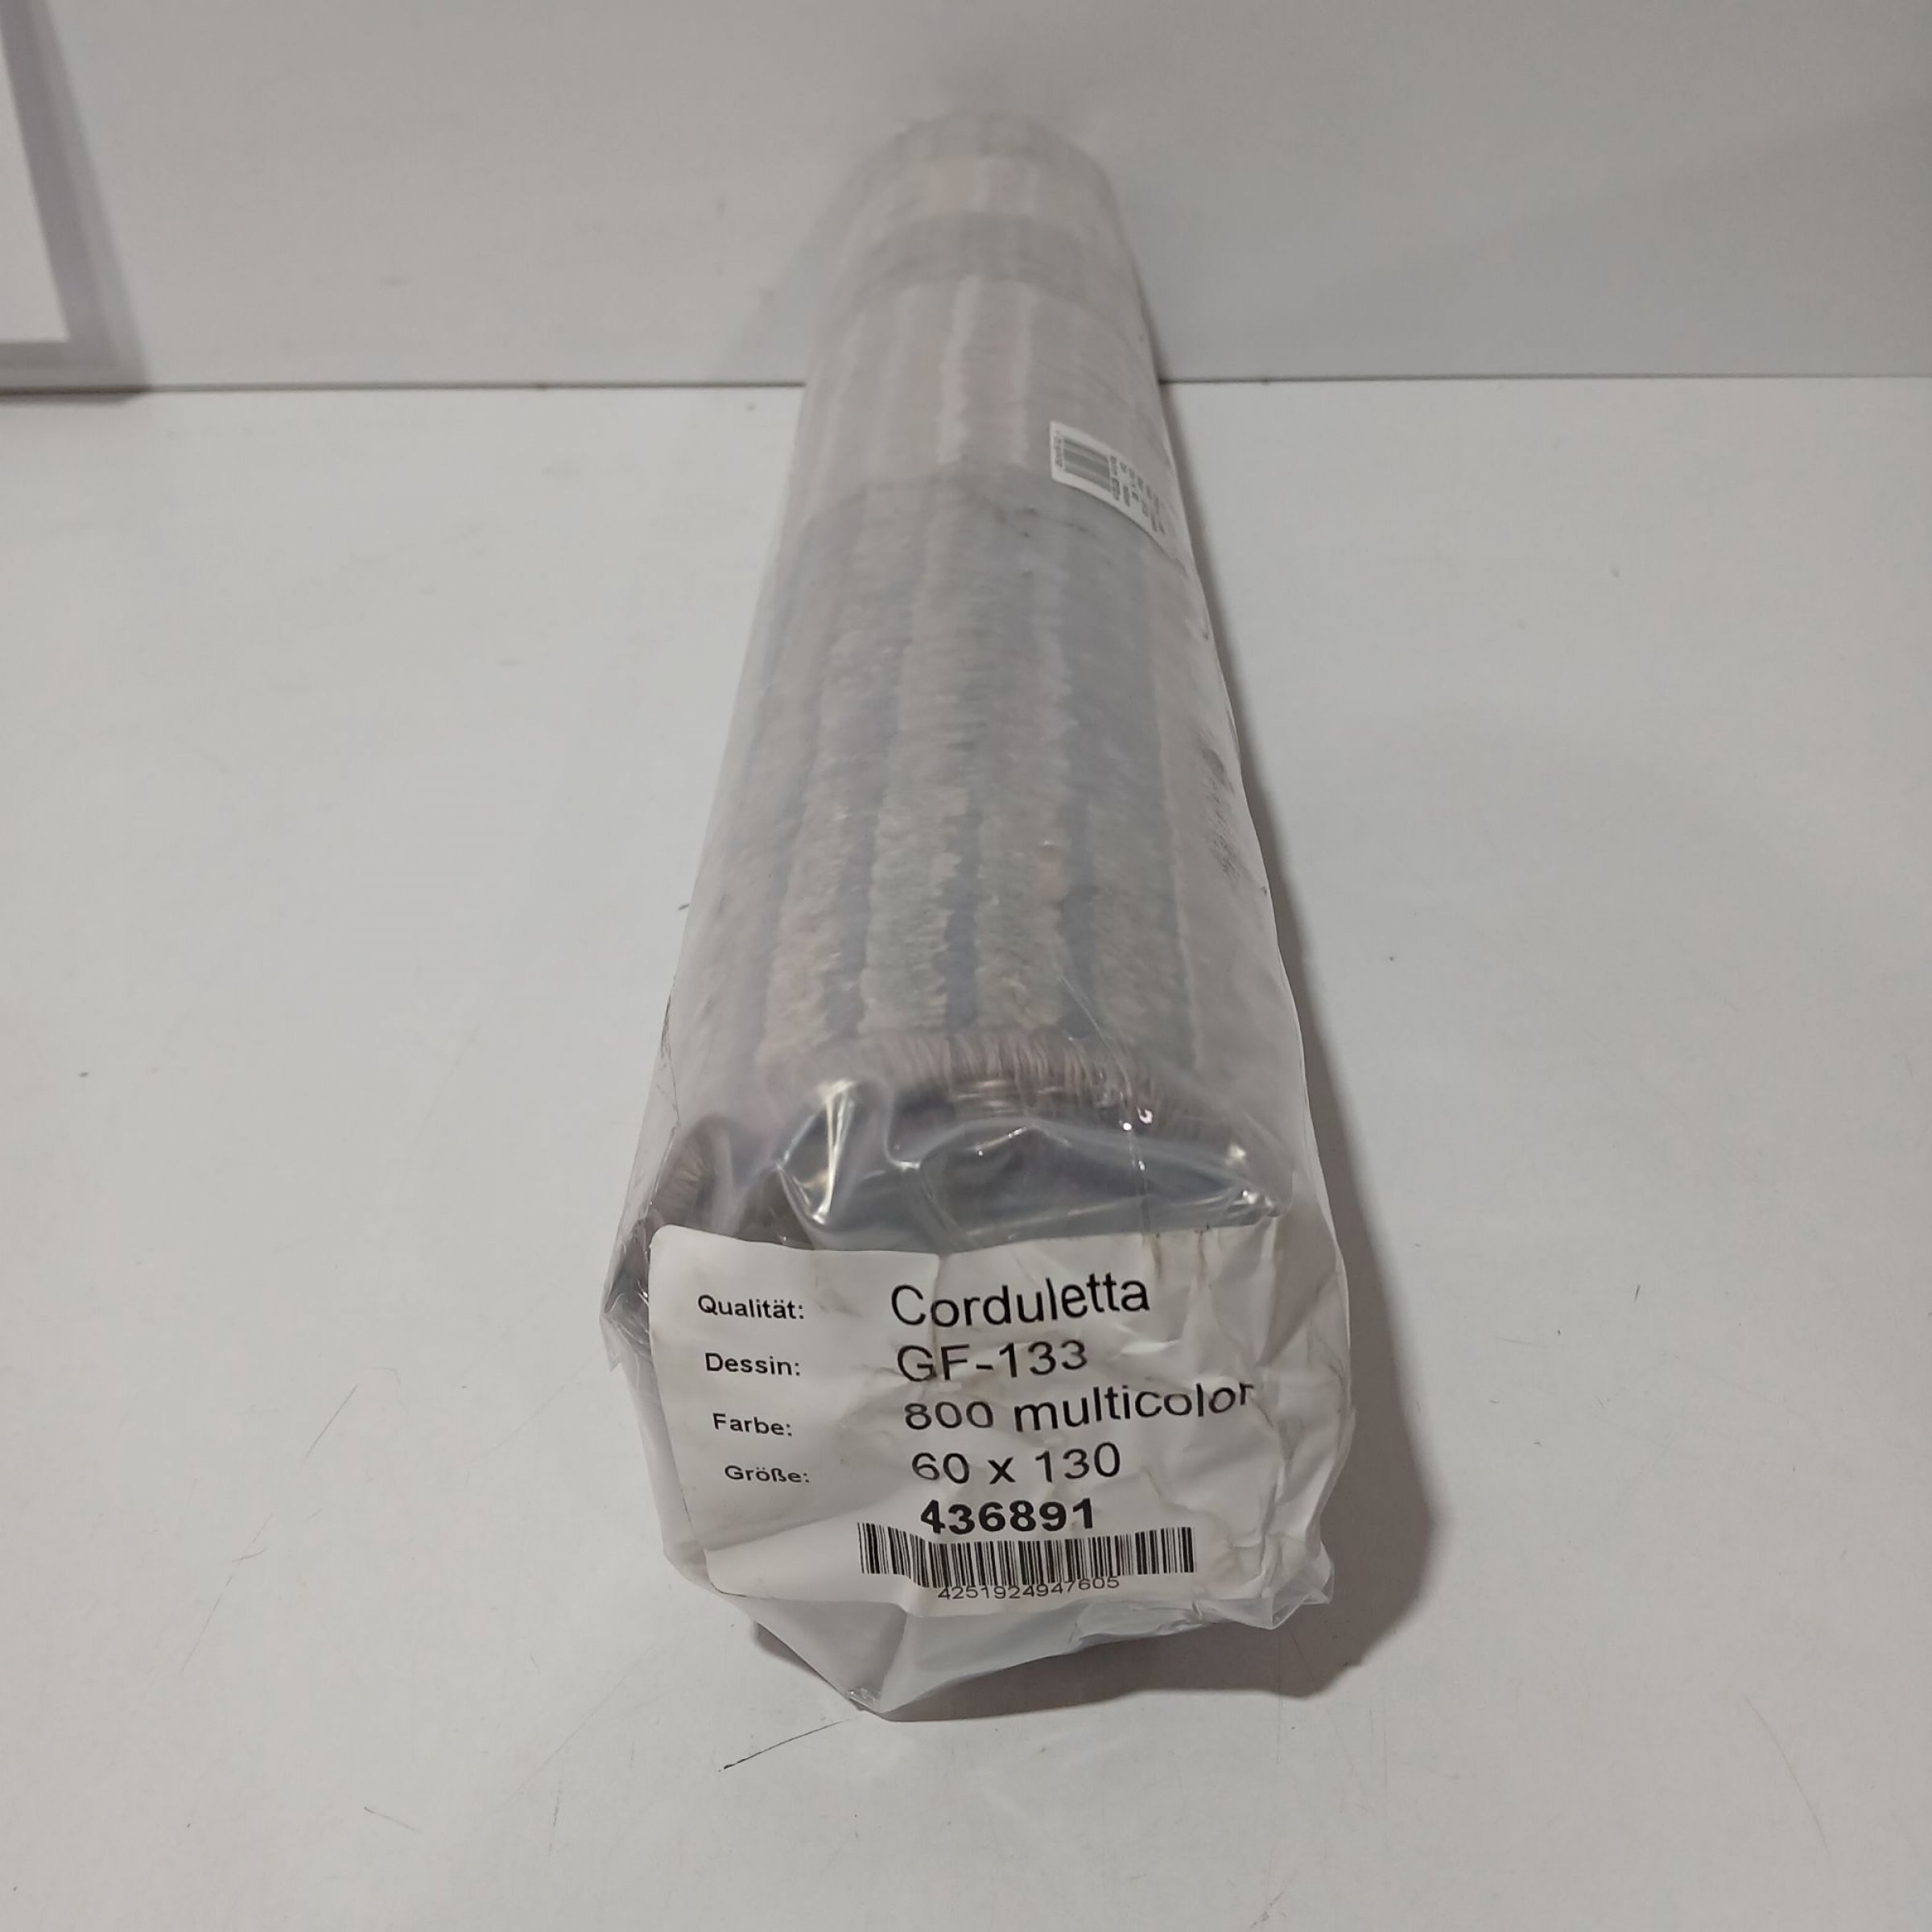 Qualität: Corduletta
Dessin: GF-133
Farbe: 800 multicolor
Größe: 60 x 130
436891
4251924947605